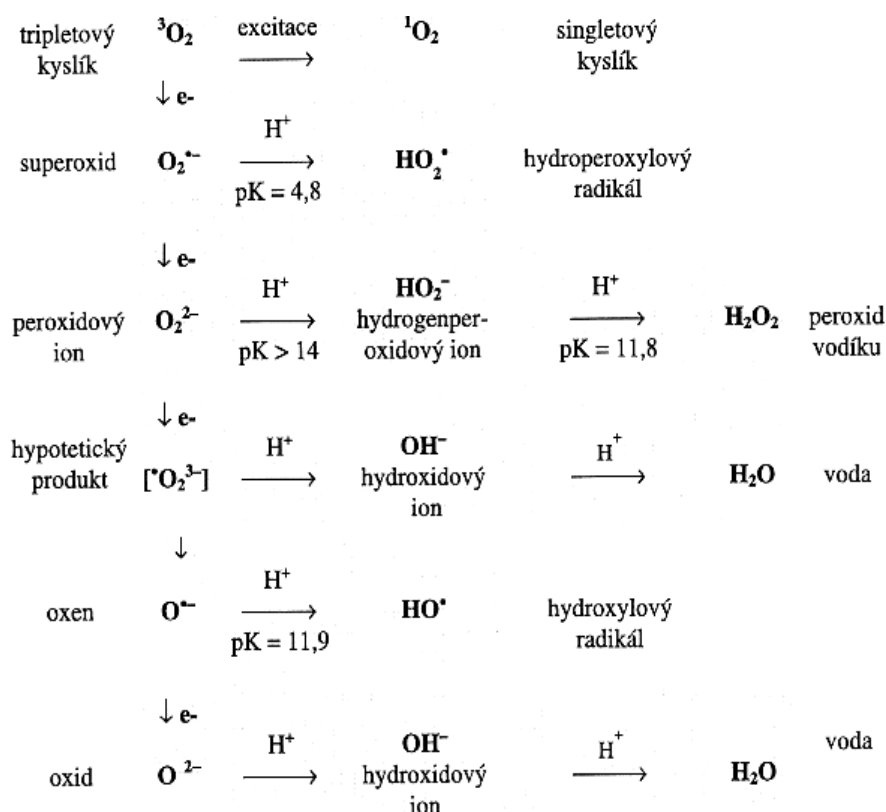 tripletový ³O₂ excitace ¹O₂ singletový
kyslík ⟶ kyslík
↓ e-
H⁺
superoxid O₂•⁻ ⟶ HO₂• hydroperoxylový
pK = 4,8 radikál
↓ e-
H⁺ HO₂⁻ H⁺
peroxidový O₂²⁻ ⟶ hydrogenper- ⟶ H₂O₂ peroxid
ion pK > 14 oxidový ion pK = 11,8 vodíku
↓ e-
hypotetický H⁺ OH⁻ H⁺
produkt [•O₂³⁻] ⟶ hydroxidový ⟶ H₂O voda
ion
↓
H⁺
oxen O•⁻ ⟶ HO• hydroxylový
pK = 11,9 radikál
↓ e-
H⁺ OH⁻ H⁺ voda
oxid O²⁻ ⟶ hydroxidový ⟶ H₂O
ion